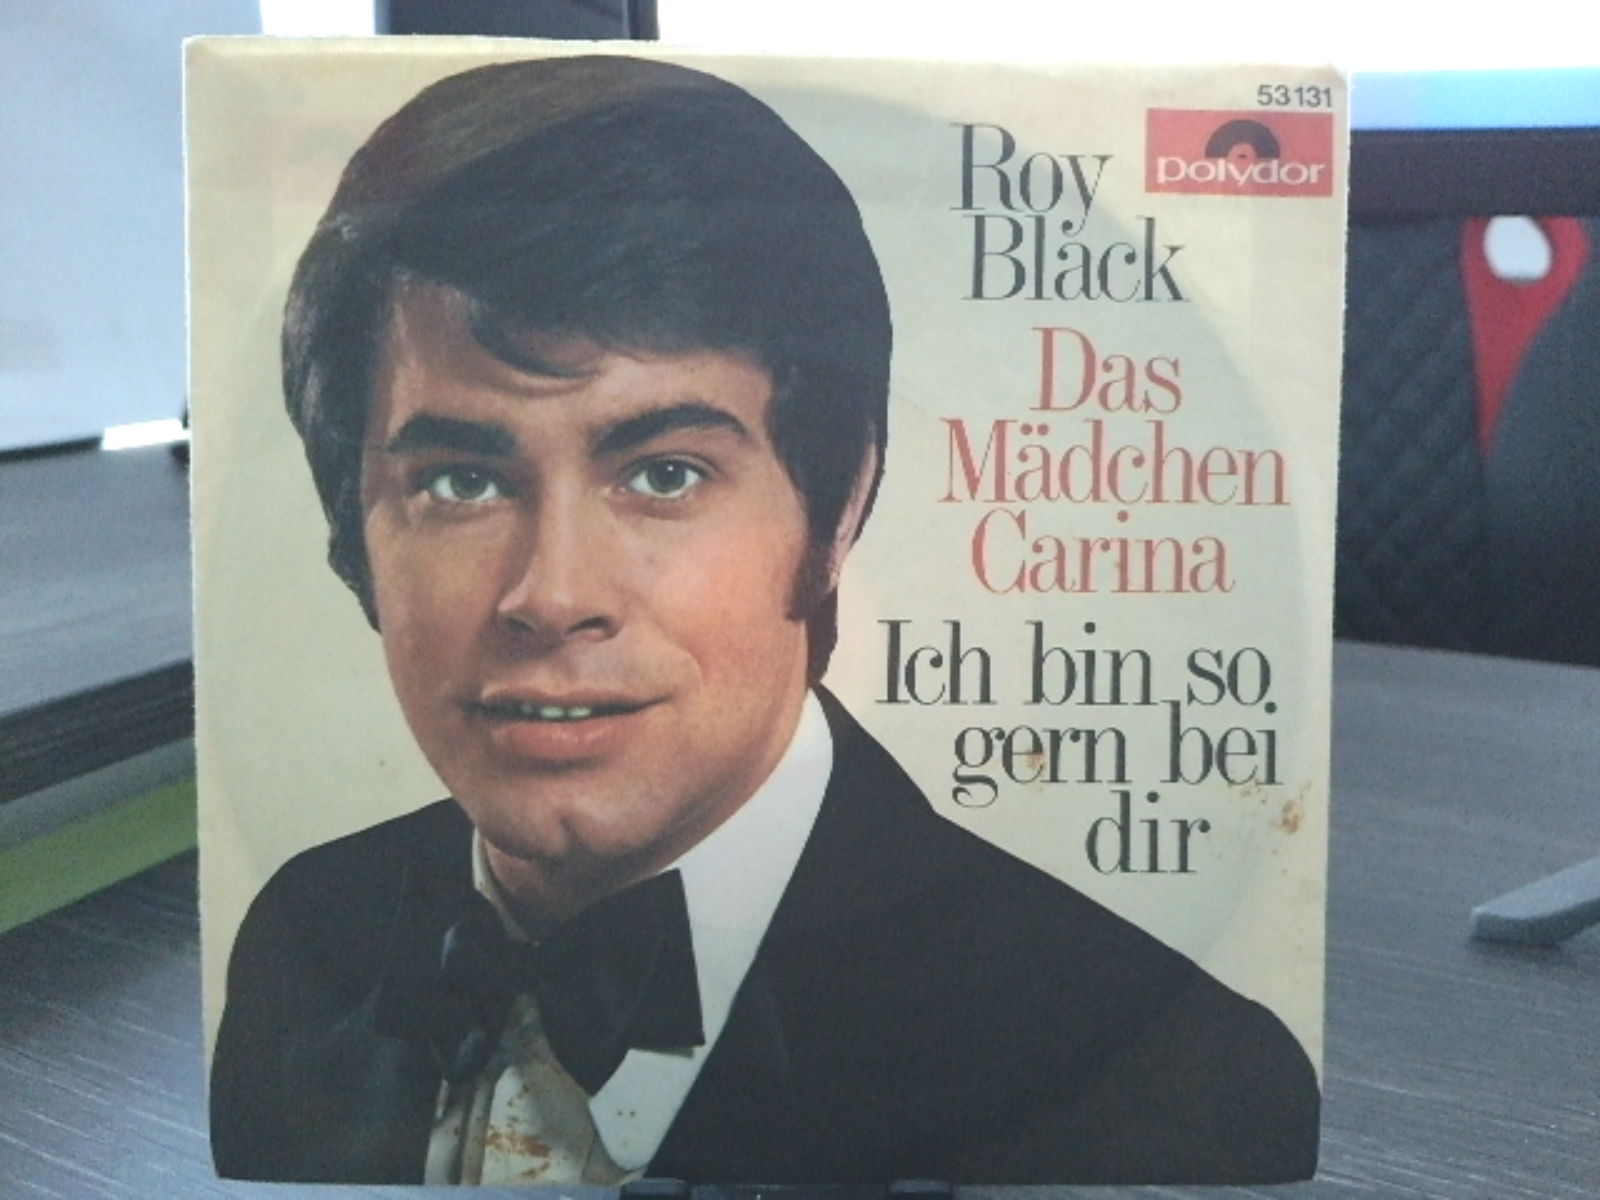 53131
polydor
Roy
Black
Das
Mädchen
Carina
Ich bin so
gern bei
dir